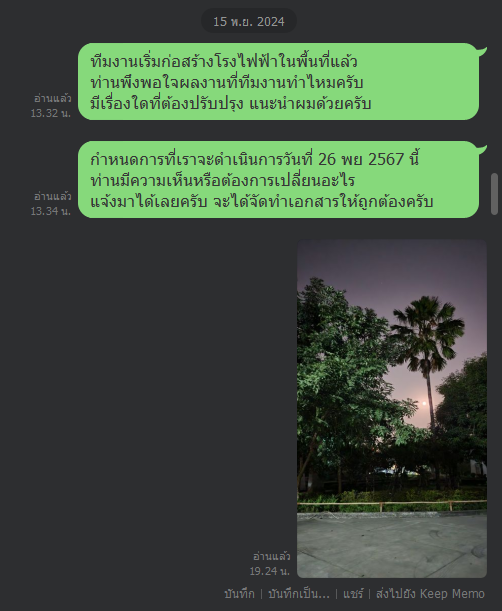 15 พ.ย. 2024
ทีมงานเริ่มก่อสร้างโรงไฟฟ้าในพื้นที่แล้ว
ท่านพึงพอใจผลงานที่ทีมงานทำไหมครับ
มีเรื่องใดที่ต้องปรับปรุง แนะนำผมด้วยครับ
อ่านแล้ว
13.32 น.
กำหนดการที่เราจะดำเนินการวันที่ 26 พย 2567 นี้
ท่านมีความเห็นหรือต้องการเปลี่ยนอะไร
แจ้งมาได้เลยครับ จะได้จัดทำเอกสารให้ถูกต้องครับ
อ่านแล้ว
13.34 น.
อ่านแล้ว
19.24 น.
บันทึก | บันทึกเป็น... | แชร์ | ส่งไปยัง Keep Memo